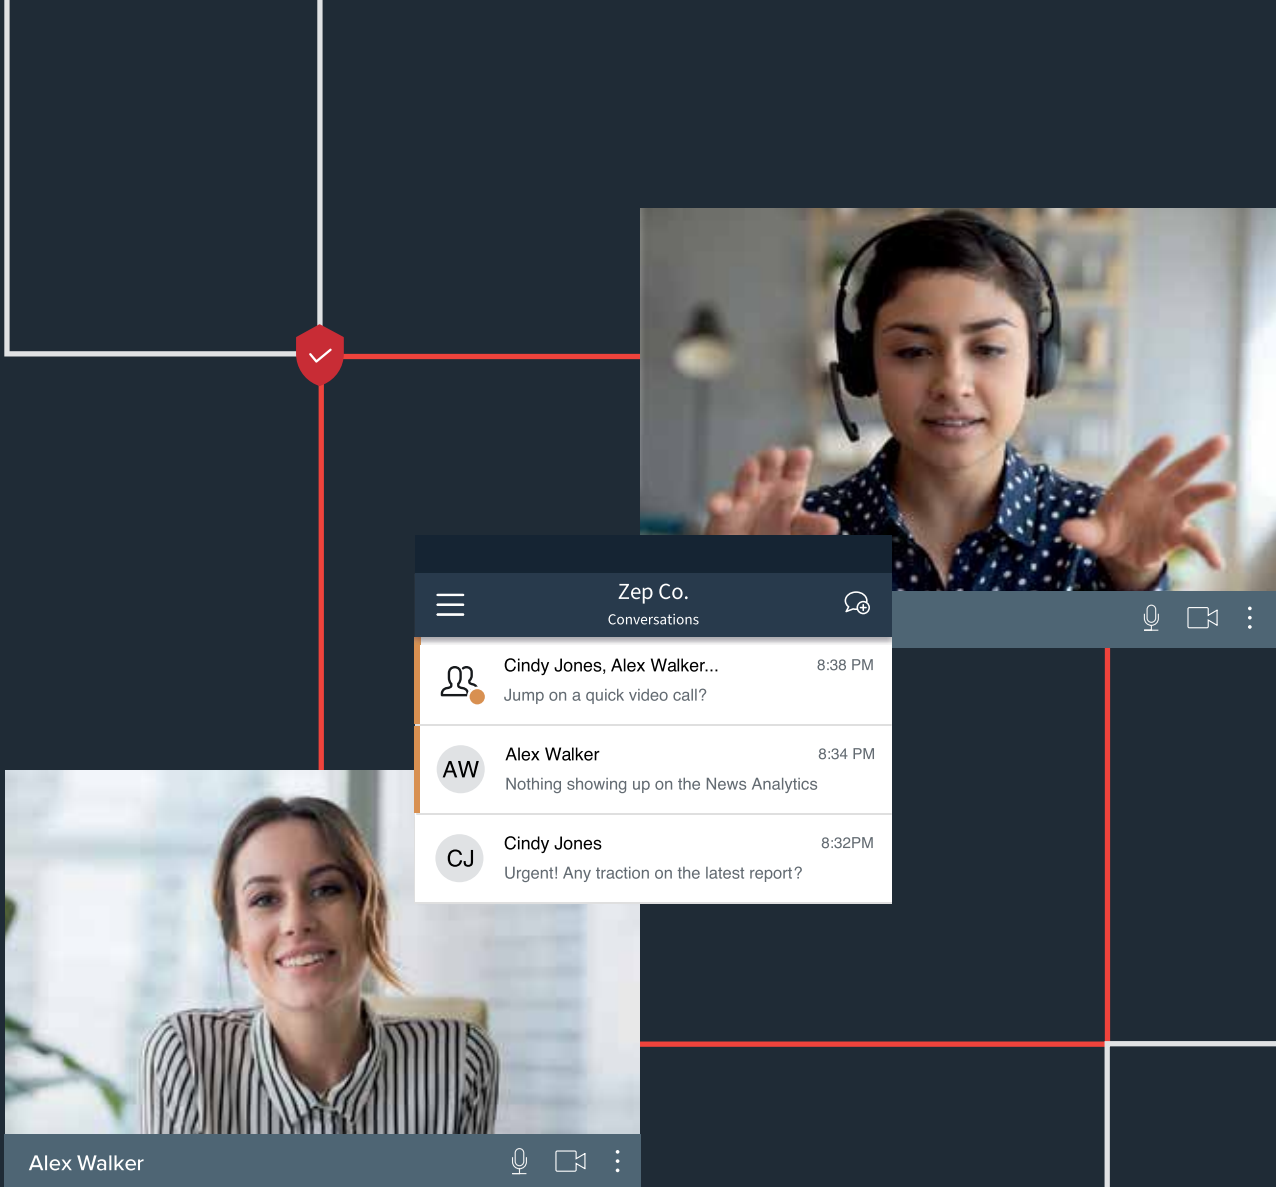 Zep Co.
Conversations
Cindy Jones, Alex Walker...
8:38 PM
Jump on a quick video call?
AW
Alex Walker
8:34 PM
Nothing showing up on the News Analytics
CJ
Cindy Jones
8:32PM
Urgent! Any traction on the latest report?
Alex Walker